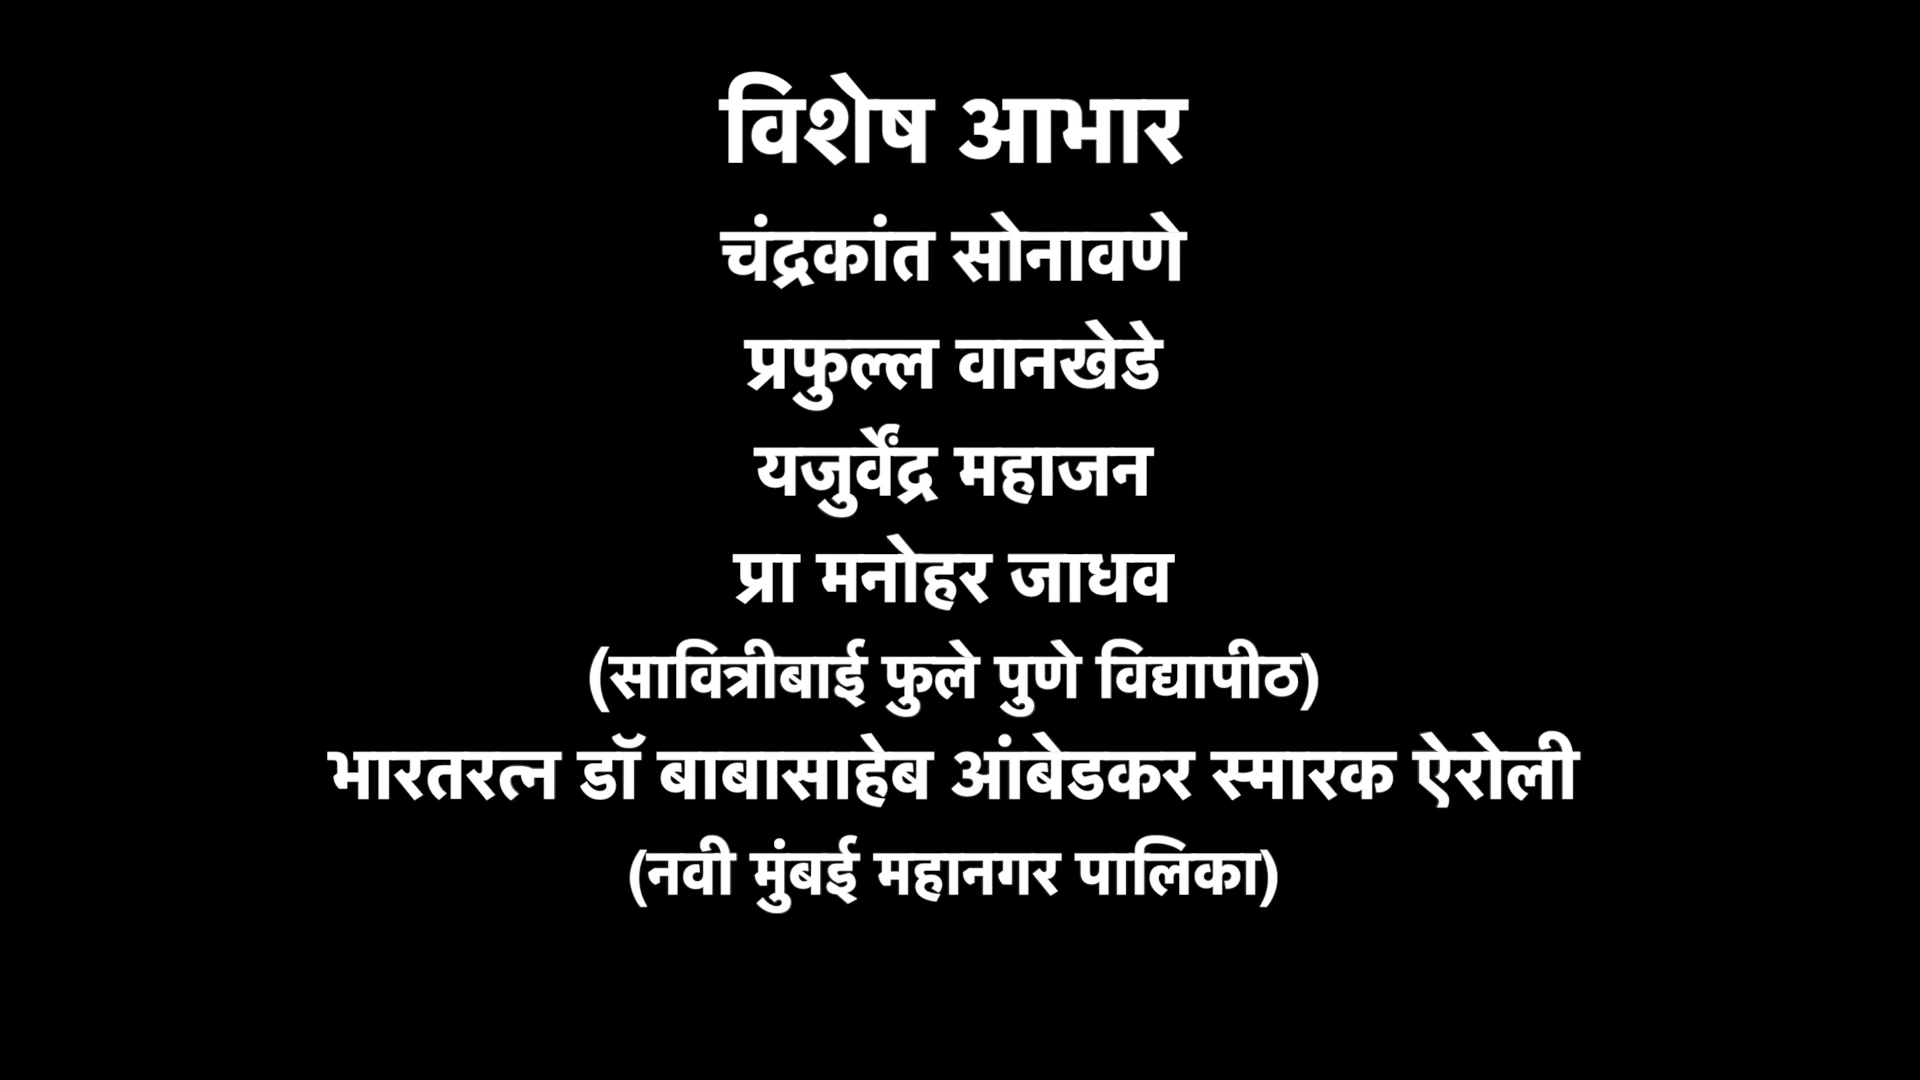 विशेष आभार
चंद्रकांत सोनावणे
प्रफुल्ल वानखेडे
यजुर्वेंद्र महाजन
प्रा मनोहर जाधव
(सावित्रीबाई फुले पुणे विद्यापीठ)
भारतरत्न डॉ बाबासाहेब आंबेडकर स्मारक ऐरोली
(नवी मुंबई महानगर पालिका)